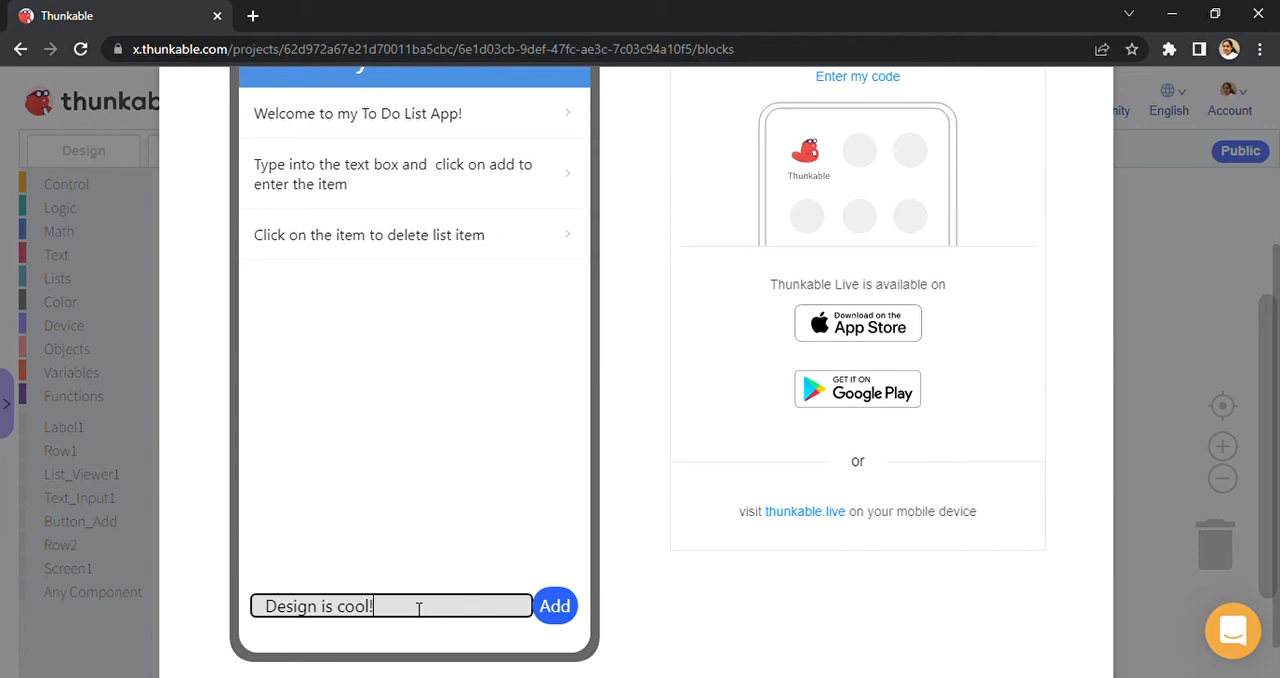 Thunkable
x.thunkable.com/projects/62d972a67e21d70011ba5cbc/6e1d03cb-9def-47fc-ae3c-7c03c94a10f5/blocks
thunkab
English
Account
Design
Public
Control
Logic
Math
Text
Lists
Color
Device
Objects
Variables
Functions
Label1
Row1
List_Viewer1
Text_Input1
Button_Add
Row2
Screen1
Any Component
Welcome to my To Do List App!
Type into the text box and  click on add to
enter the item
Click on the item to delete list item
Design is cool!
Add
Enter my code
Thunkable
Thunkable Live is available on
Download on the
App Store
GET IT ON
Google Play
or
visit thunkable.live on your mobile device